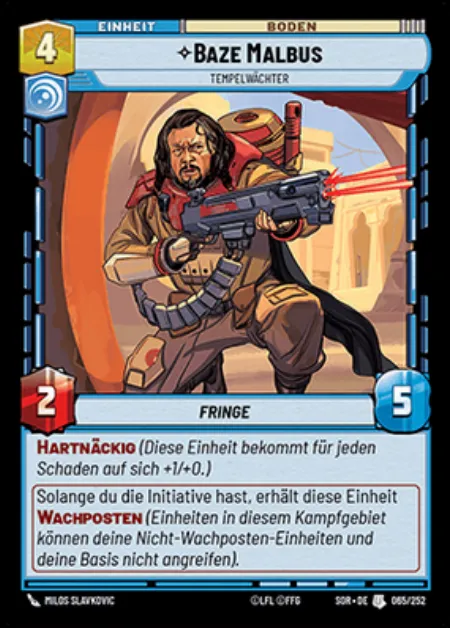 EINHEIT BODEN
4 ✧BAZE MALBUS
TEMPELWÄCHTER
2 FRINGE 5
HARTNÄCKIG (Diese Einheit bekommt für jeden
Schaden auf sich +1/+0.)
Solange du die Initiative hast, erhält diese Einheit
WACHPOSTEN (Einheiten in diesem Kampfgebiet
können deine Nicht-Wachposten-Einheiten und
deine Basis nicht angreifen).
MILOS SLAVKOVIC ©LFL ©FFG SOR • DE 065/252